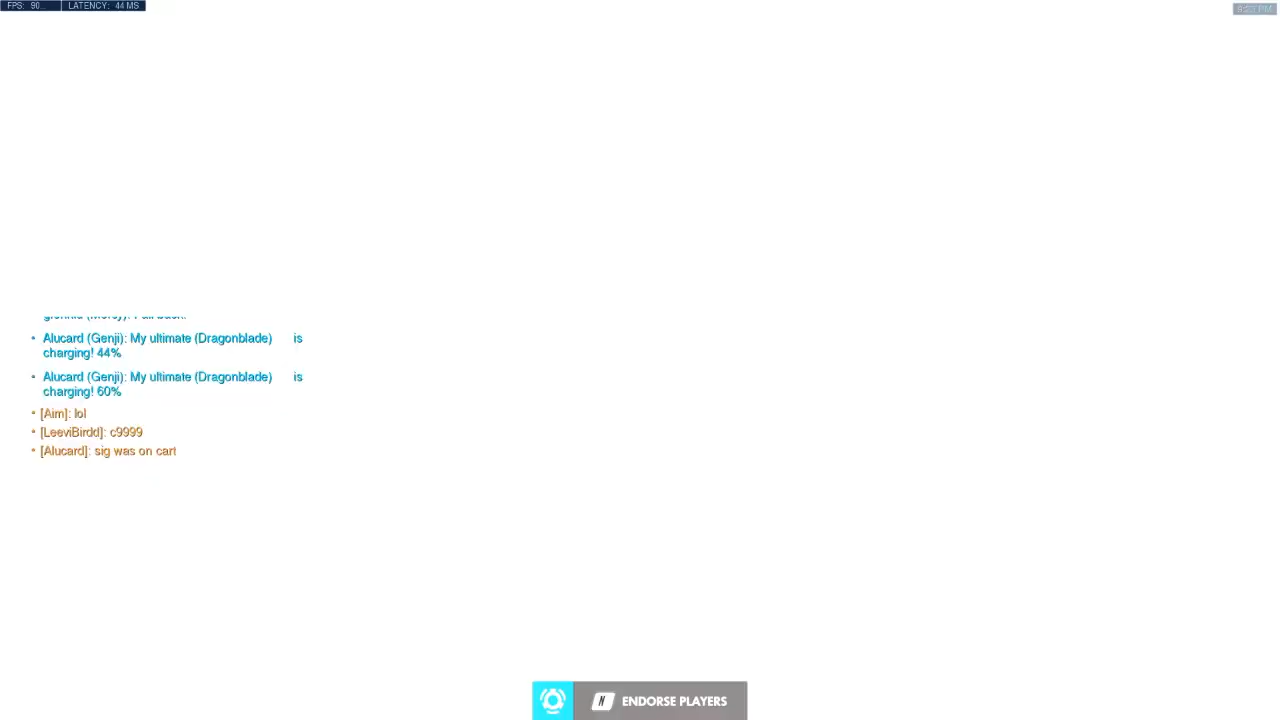 FPS: 90... LATENCY: 44 MS
Alucard (Genji): My ultimate (Dragonblade) is
charging! 44%
Alucard (Genji): My ultimate (Dragonblade) is
charging! 60%
[Aim]: lol
[LeeviBirdd]: c9999
[Alucard]: sig was on cart
N ENDORSE PLAYERS